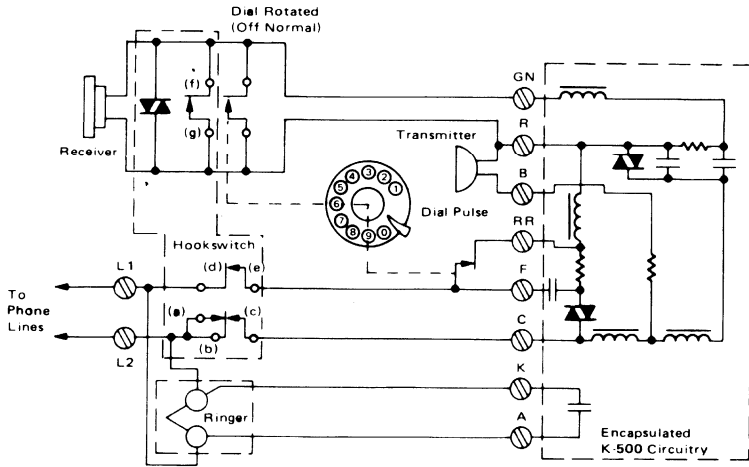 Dial Rotated
(Off Normal)
GN
(f)
R
Transmitter
(g)
Receiver
3
4
2
5
1
B
6
Dial Pulse
7
8
9
0
RR
Hookswitch
L1
(d)
(e)
F
To
Phone
Lines
(a)
(c)
C
(b)
L2
K
Ringer
A
Encapsulated
K-500 Circuitry